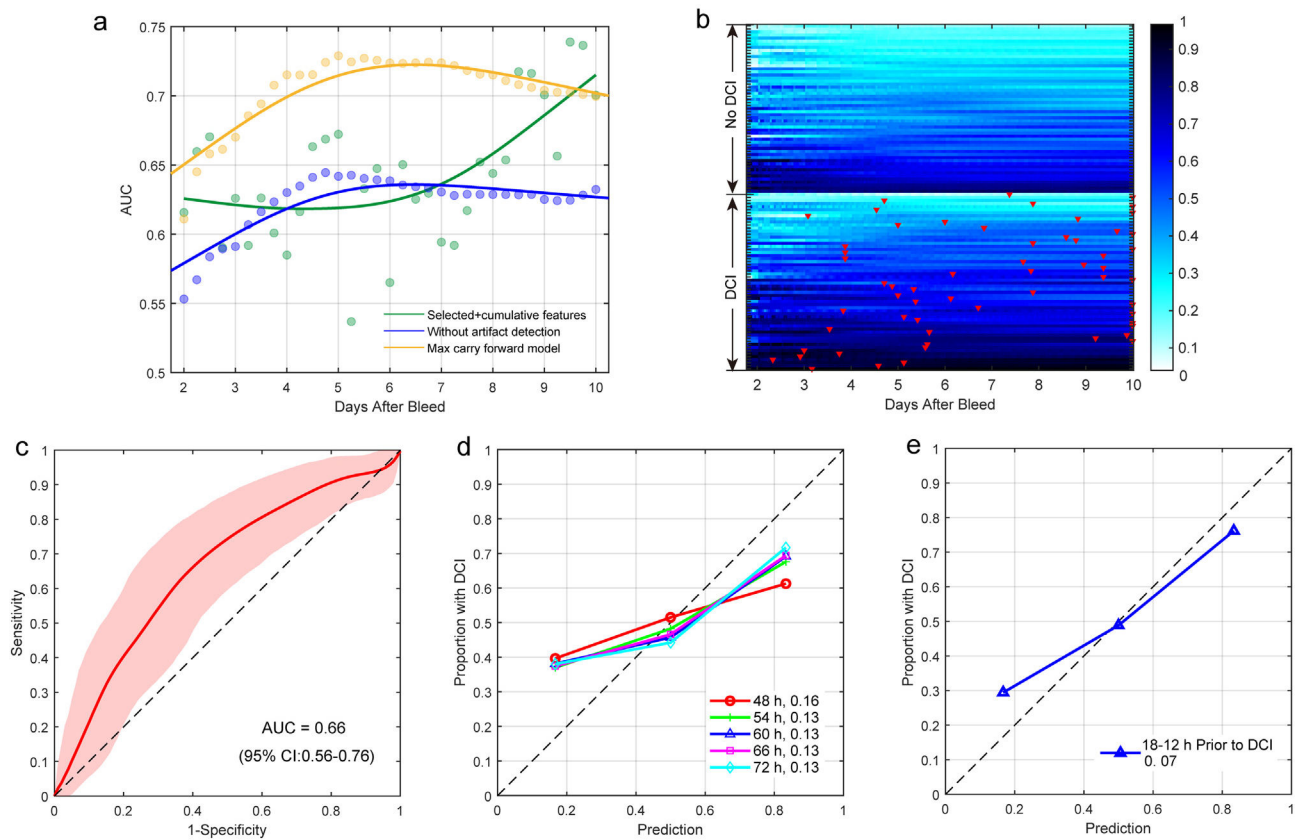 a
0.75
0.7
0.65
0.6
0.55
0.5
AUC
2 3 4 5 6 7 8 9 10
Days After Bleed
Selected+cumulative features
Without artifact detection
Max carry forward model
b
No DCI
DCI
2 3 4 5 6 7 8 9 10
Days After Bleed
1
0.9
0.8
0.7
0.6
0.5
0.4
0.3
0.2
0.1
0
c
1
0.9
0.8
0.7
0.6
0.5
0.4
0.3
0.2
0.1
0
Sensitivity
0 0.2 0.4 0.6 0.8 1
1-Specificity
AUC = 0.66
(95% CI:0.56-0.76)
d
1
0.9
0.8
0.7
0.6
0.5
0.4
0.3
0.2
0.1
0
Proportion with DCI
0 0.2 0.4 0.6 0.8 1
Prediction
48 h, 0.16
54 h, 0.13
60 h, 0.13
66 h, 0.13
72 h, 0.13
e
1
0.9
0.8
0.7
0.6
0.5
0.4
0.3
0.2
0.1
0
Proportion with DCI
0 0.2 0.4 0.6 0.8 1
Prediction
18-12 h Prior to DCI
0. 07